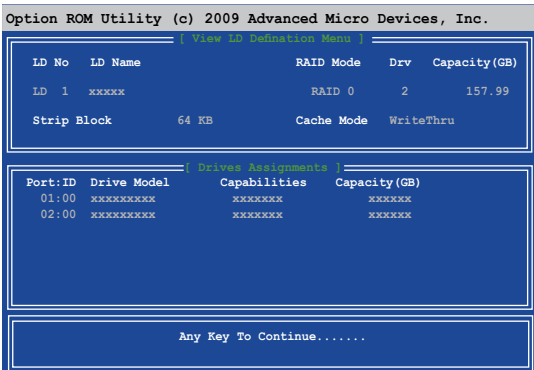 Option ROM Utility (c) 2009 Advanced Micro Devices, Inc.
[ View LD Defination Menu ]
LD No LD Name RAID Mode Drv Capacity(GB)
LD 1 xxxxx RAID 0 2 157.99
Strip Block 64 KB Cache Mode WriteThru
[ Drives Assignments ]
Port:ID Drive Model Capabilities Capacity(GB)
01:00 xxxxxxxxx xxxxxxx xxxxxx
02:00 xxxxxxxxx xxxxxxx xxxxxx
Any Key To Continue.......